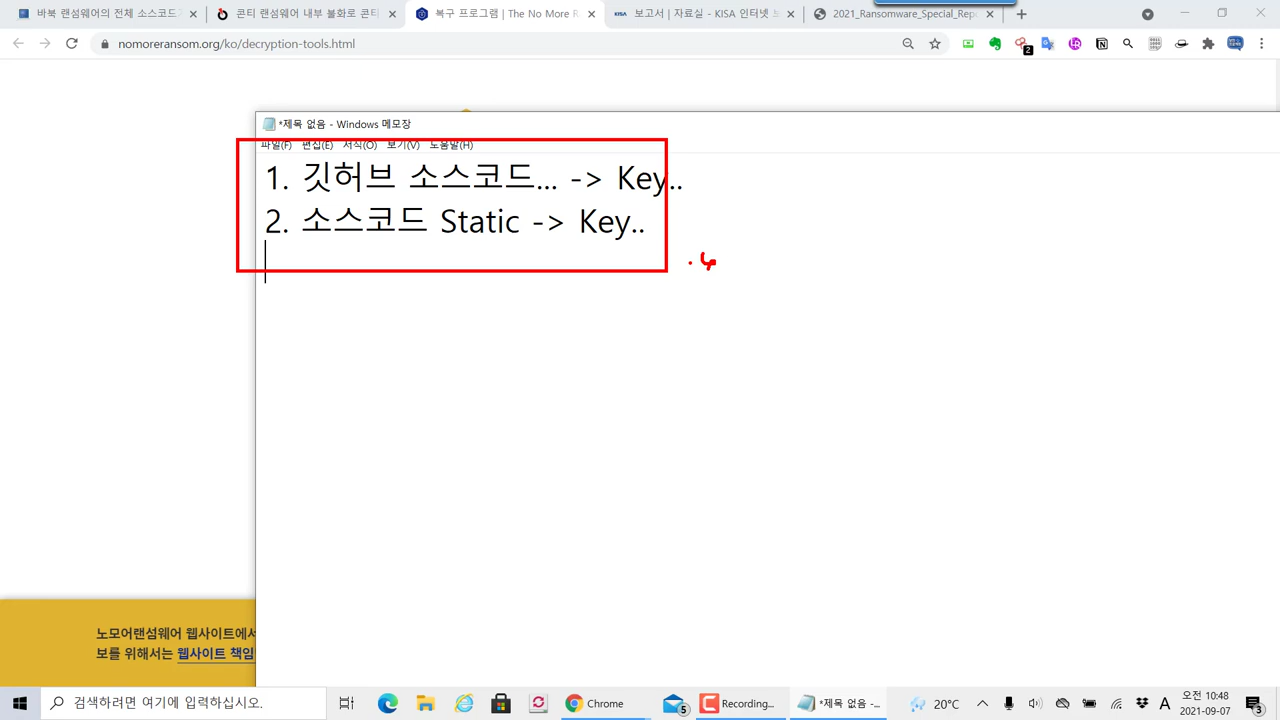 바북 랜섬웨어의 전체 소스코드가
콘티 랜섬웨어 내부 불화로 콘티
복구 프로그램 | The No More R
KISA 보고서 | 자료실 - KISA 인터넷 보
2021_Ransomware_Special_Rep
nomoreransom.org/ko/decryption-tools.html
2
*제목 없음 - Windows 메모장
파일(F) 편집(E) 서식(O) 보기(V) 도움말(H)
1. 깃허브 소스코드... -> Key..
2. 소스코드 Static -> Key..
노모어랜섬웨어 웹사이트에서
보를 위해서는 웹사이트 책임
검색하려면 여기에 입력하십시오.
Chrome
5
Recording...
*제목 없음 -...
20°C
A
오전 10:48
2021-09-07
3